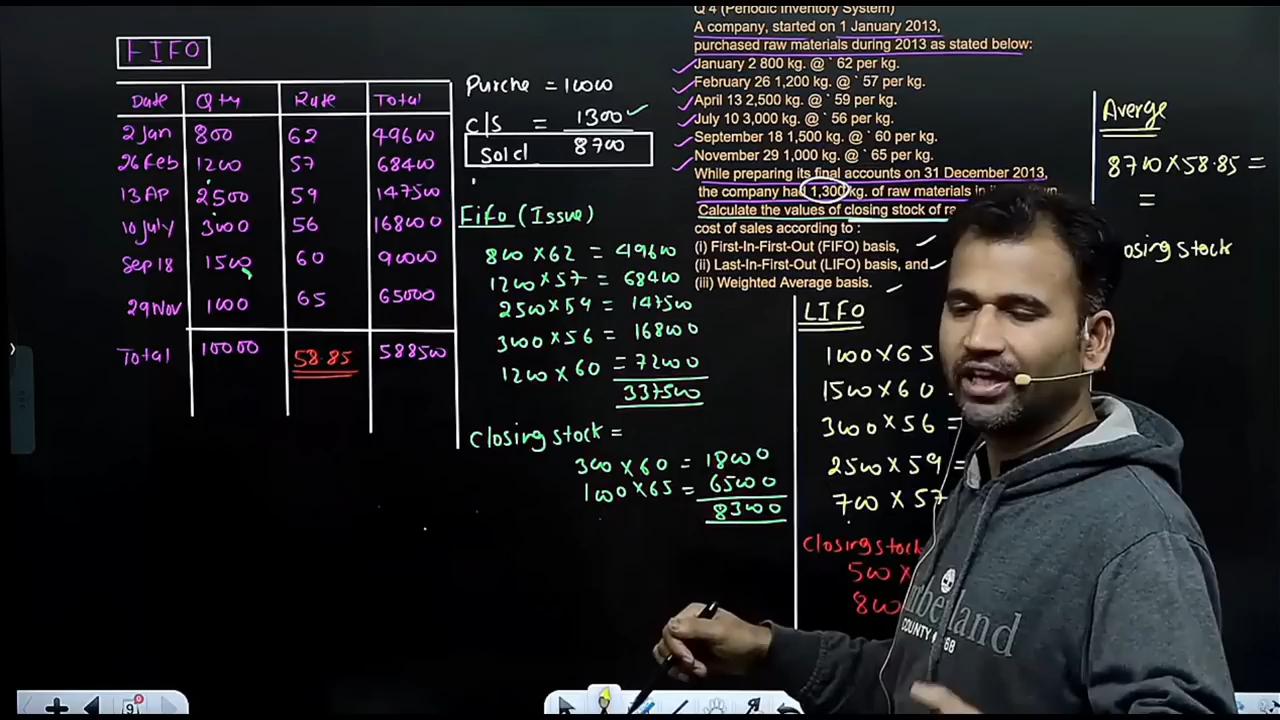 FIFO
Date Qty Rate Total
2 Jan 800 62 49600
26 Feb 1200 57 68400
13 AP 2500 59 147500
10 July 3000 56 168000
Sep 18 1500 60 90000
29 Nov 1000 65 65000
Total 10000 58.85 588500
Purche = 10000
c/s = 1300
Sold 8700
Fifo (Issue)
800 X 62 = 49600
1200 X 57 = 68400
2500 X 59 = 147500
3000 X 56 = 168000
1200 X 60 = 72000
337500
Closing stock =
300 X 60 = 18000
1000 X 65 = 65000
83000
Q 4 (Periodic Inventory System)
A company, started on 1 January 2013,
purchased raw materials during 2013 as stated below:
January 2 800 kg. @ ` 62 per kg.
February 26 1,200 kg. @ ` 57 per kg.
April 13 2,500 kg. @ ` 59 per kg.
July 10 3,000 kg. @ ` 56 per kg.
September 18 1,500 kg. @ ` 60 per kg.
November 29 1,000 kg. @ ` 65 per kg.
While preparing its final accounts on 31 December 2013,
the company had 1,300 kg. of raw materials in
Calculate the values of closing stock of
cost of sales according to :
(i) First-In-First-Out (FIFO) basis,
(ii) Last-In-First-Out (LIFO) basis, and
(iii) Weighted Average basis.
LIFO
1000 X 65
1500 X 60
3000 X 56 =
2500 X 59 =
700 X 57
Closing stock
500 X
800
Averge
8700 X 58.85 =
=
losing stock
COUNTY